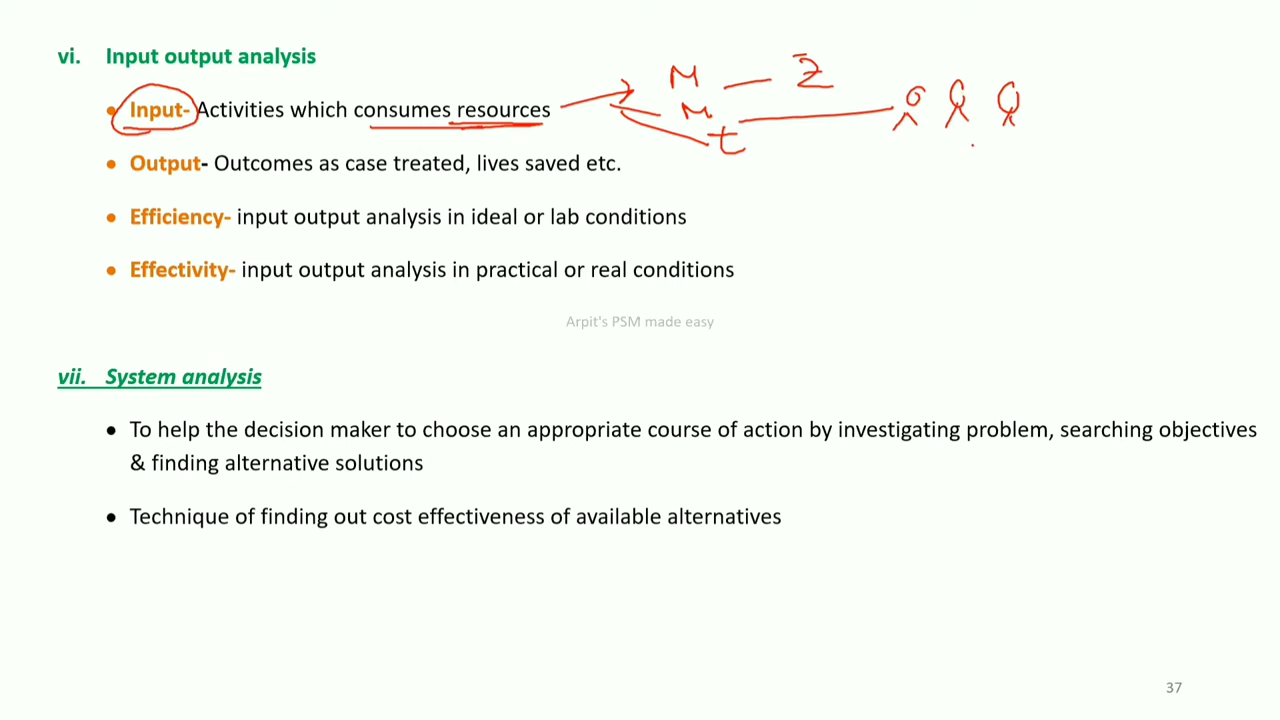 vi. Input output analysis
• Input- Activities which consumes resources
M
M
t
• Output- Outcomes as case treated, lives saved etc.
• Efficiency- input output analysis in ideal or lab conditions
• Effectivity- input output analysis in practical or real conditions
Arpit's PSM made easy
vii. System analysis
• To help the decision maker to choose an appropriate course of action by investigating problem, searching objectives
& finding alternative solutions
• Technique of finding out cost effectiveness of available alternatives
37